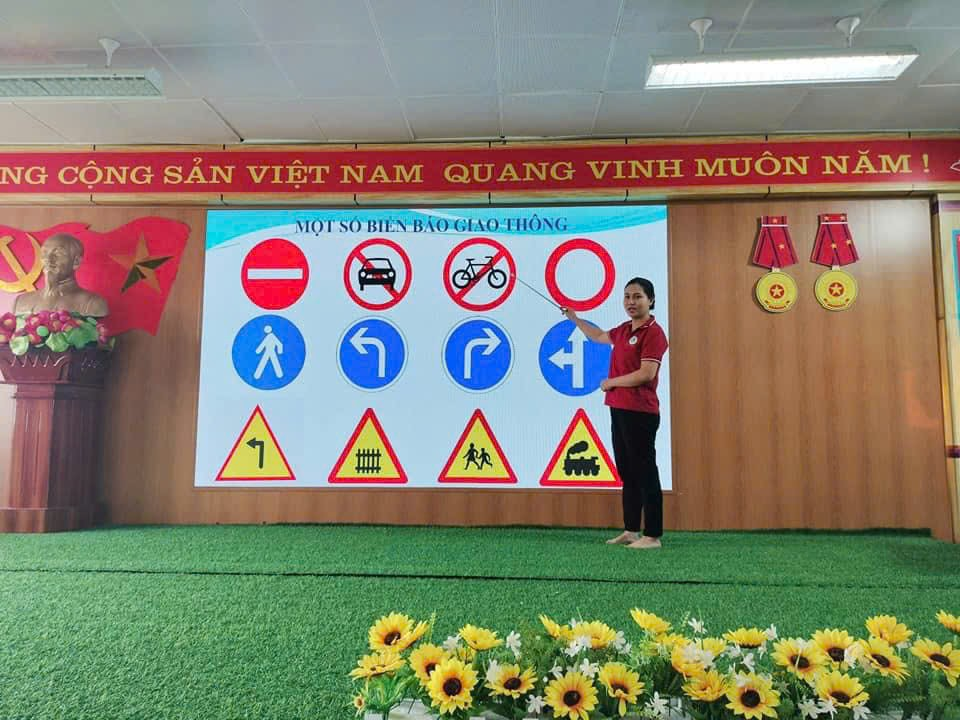 NG CỘNG SẢN VIỆT NAM QUANG VINH MUÔN NĂM !
MỘT SỐ BIỂN BÁO GIAO THÔNG